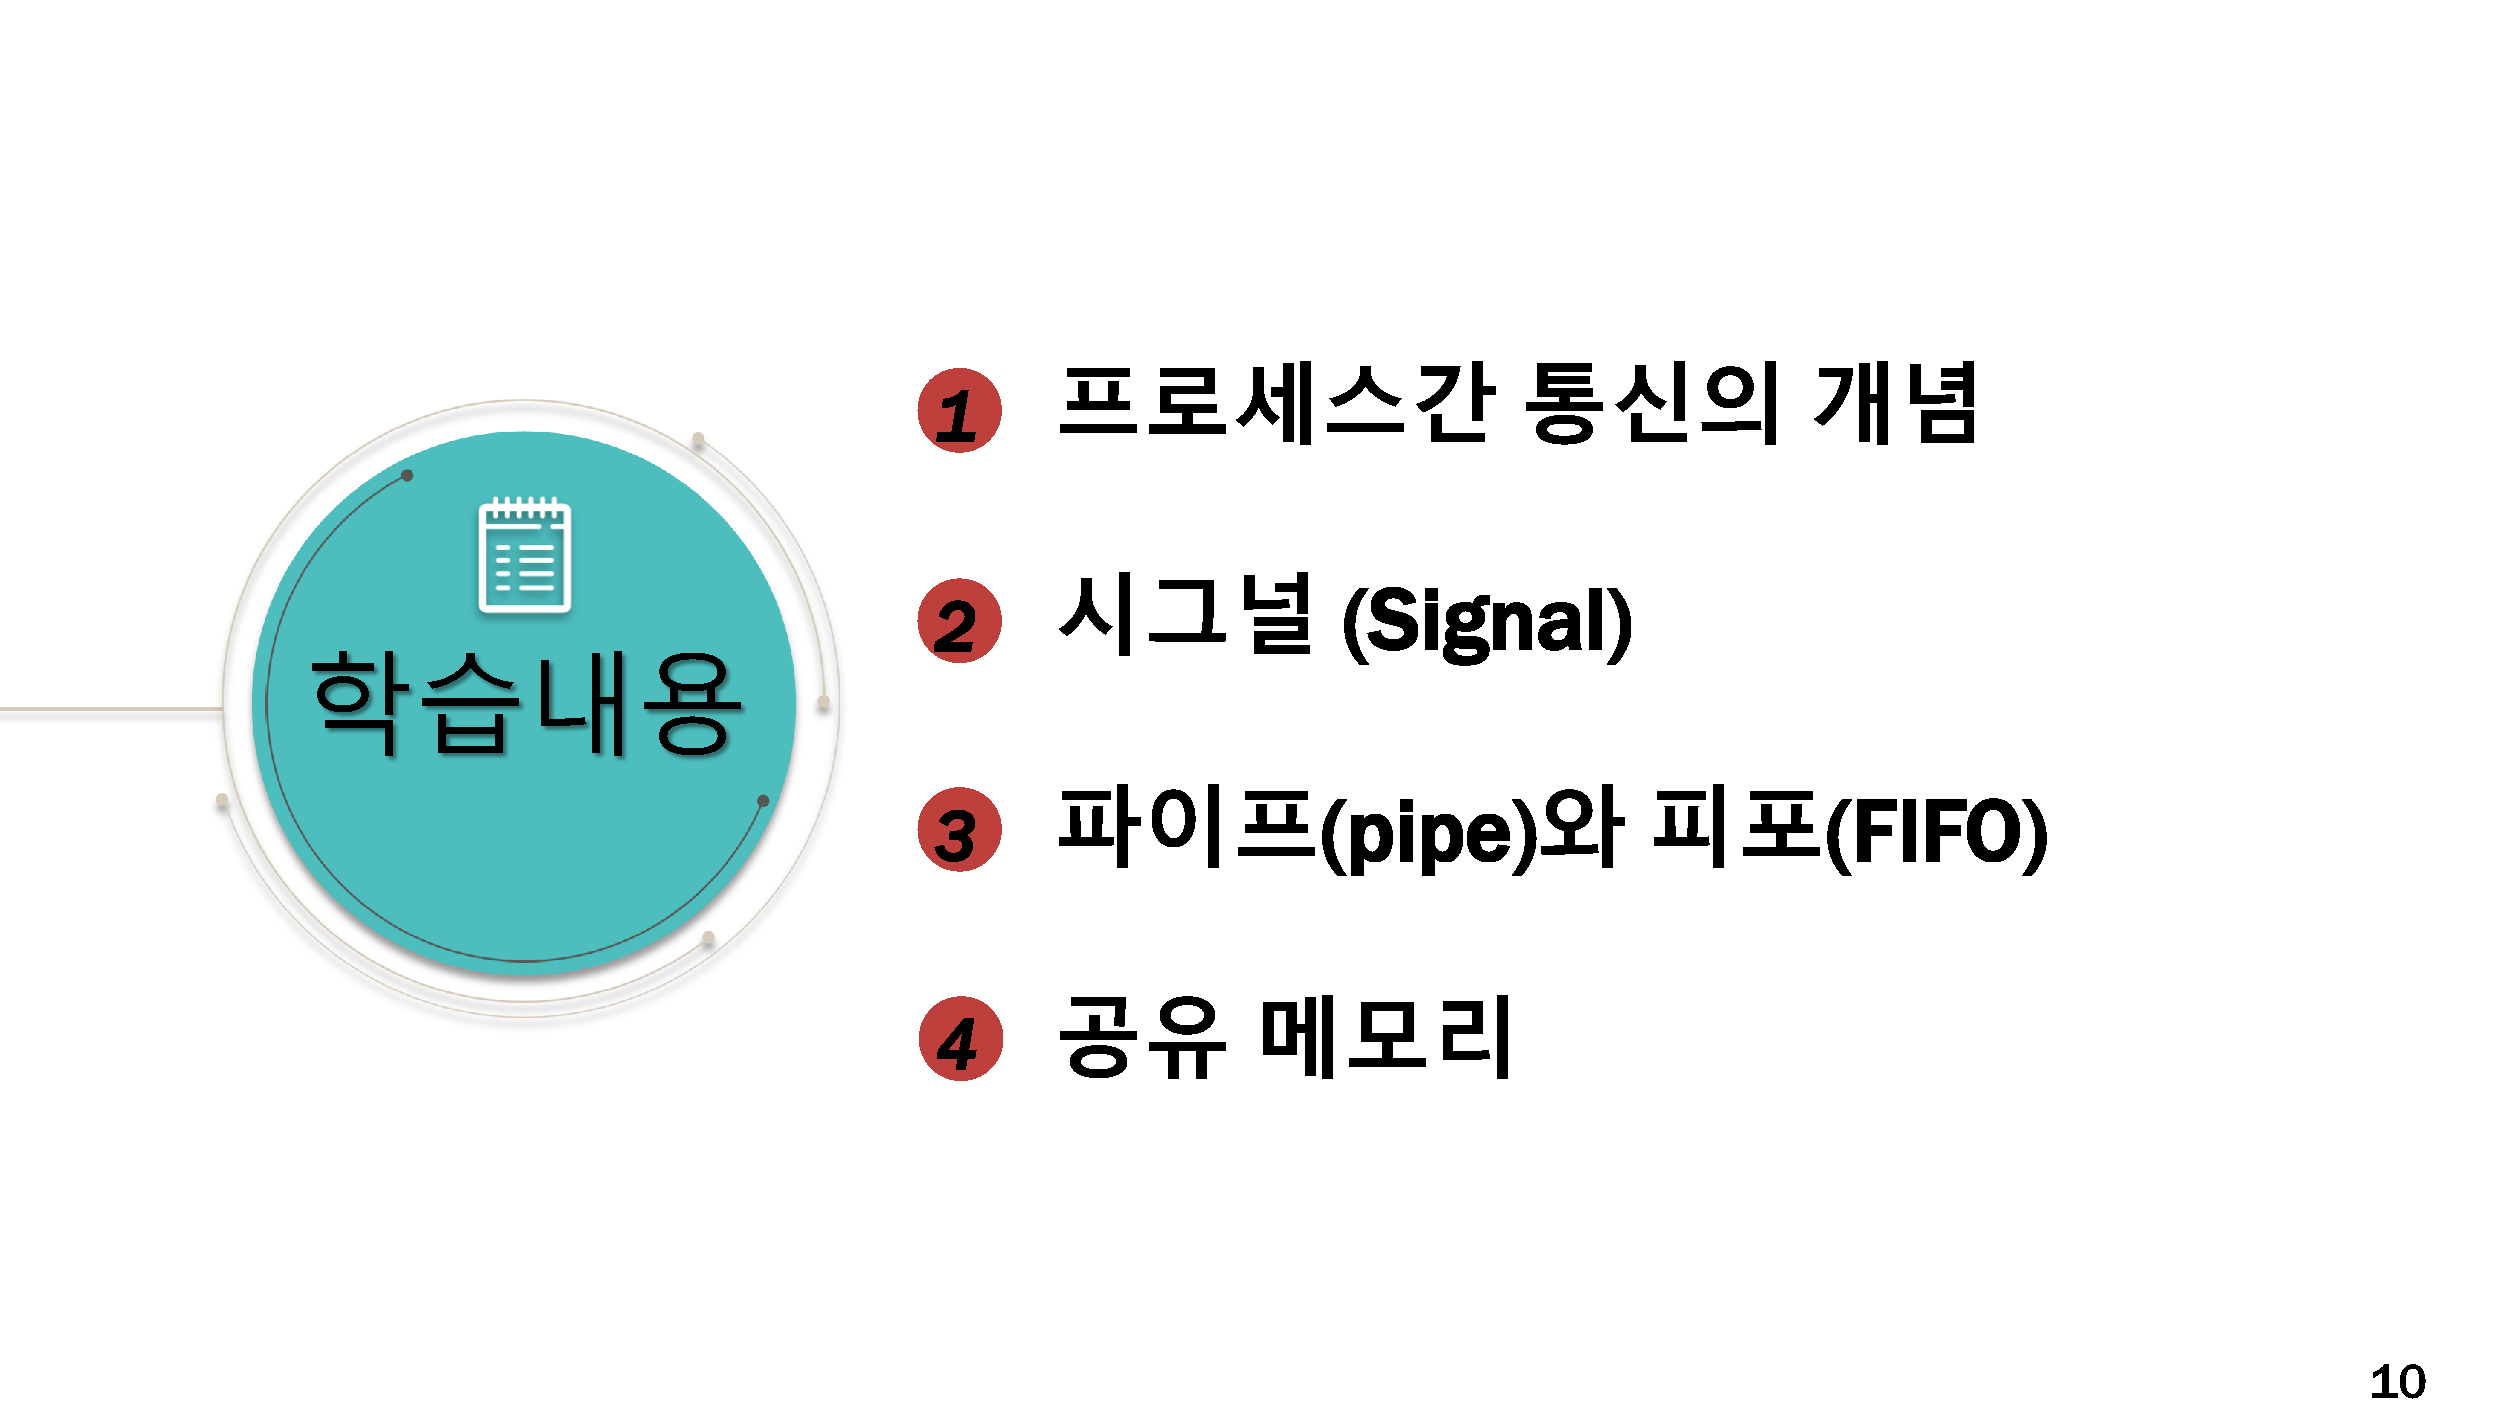 학습내용
1 프로세스간 통신의 개념
2 시그널 (Signal)
3 파이프(pipe)와 피포(FIFO)
4 공유 메모리
10